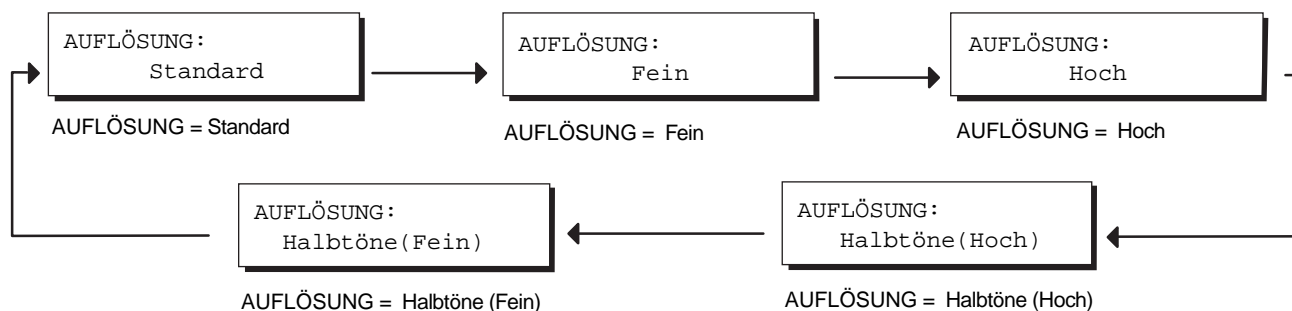 AUFLÖSUNG:
Standard
AUFLÖSUNG = Standard
AUFLÖSUNG:
Fein
AUFLÖSUNG = Fein
AUFLÖSUNG:
Hoch
AUFLÖSUNG = Hoch
AUFLÖSUNG:
Halbtöne(Fein)
AUFLÖSUNG = Halbtöne (Fein)
AUFLÖSUNG:
Halbtöne(Hoch)
AUFLÖSUNG = Halbtöne (Hoch)